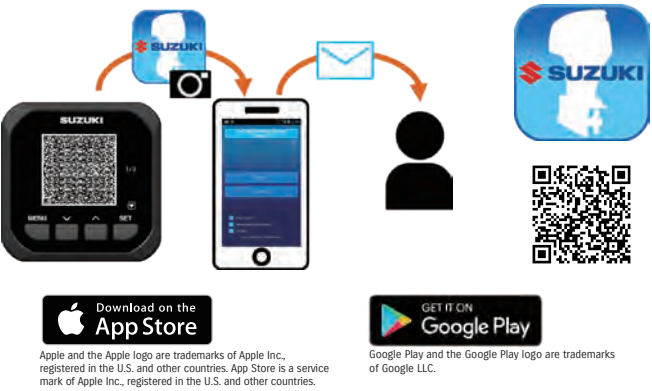 SUZUKI
SUZUKI
SUZUKI
1/2
MENU
SET
Download on the
App Store
GET IT ON
Google Play
Apple and the Apple logo are trademarks of Apple Inc.,
registered in the U.S. and other countries. App Store is a service
mark of Apple Inc., registered in the U.S. and other countries.
Google Play and the Google Play logo are trademarks
of Google LLC.